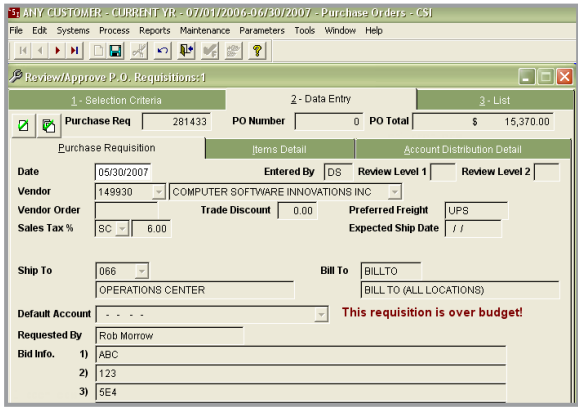 ANY CUSTOMER - CURRENT YR - 07/01/2006-06/30/2007 - Purchase Orders - CSI
File Edit Systems Process Reports Maintenance Parameters Tools Window Help
Review/Approve P.O. Requisitions:1
1 - Selection Criteria 2 - Data Entry 3 - List
Purchase Req 281433 PO Number 0 PO Total $ 15,370.00
Purchase Requisition Items Detail Account Distribution Detail
Date 05/30/2007 Entered By DS Review Level 1 Review Level 2
Vendor 149930 COMPUTER SOFTWARE INNOVATIONS INC
Vendor Order Trade Discount 0.00 Preferred Freight UPS
Sales Tax % SC 6.00 Expected Ship Date / /
Ship To 066 Bill To BILLTO
OPERATIONS CENTER BILL TO (ALL LOCATIONS)
Default Account - - - - This requisition is over budget!
Requested By Rob Morrow
Bid Info. 1) ABC
2) 123
3) 5E4